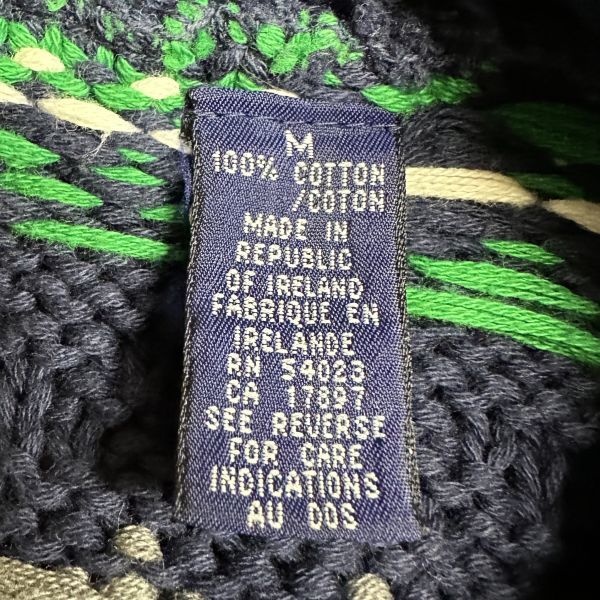 M
100% COTTON
/COTON
MADE IN
REPUBLIC
OF IRELAND
FABRIQUE EN
IRLANDE
RN 54023
CA 17897
SEE REVERSE
FOR CARE
INDICATIONS
AU DOS